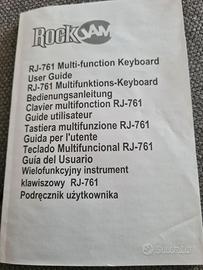 ROCKJAM
RJ-761 Multi-function Keyboard
User Guide
RJ-761 Multifunktions-Keyboard
Bedienungsanleitung
Clavier multifonction RJ-761
Guide utilisateur
Tastiera multifunzione RJ-761
Guida per l'utente
Teclado Multifuncional RJ-761
Guía del Usuario
Wielofunkcyjny instrument
klawiszowy RJ-761
Podręcznik użytkownika
subito